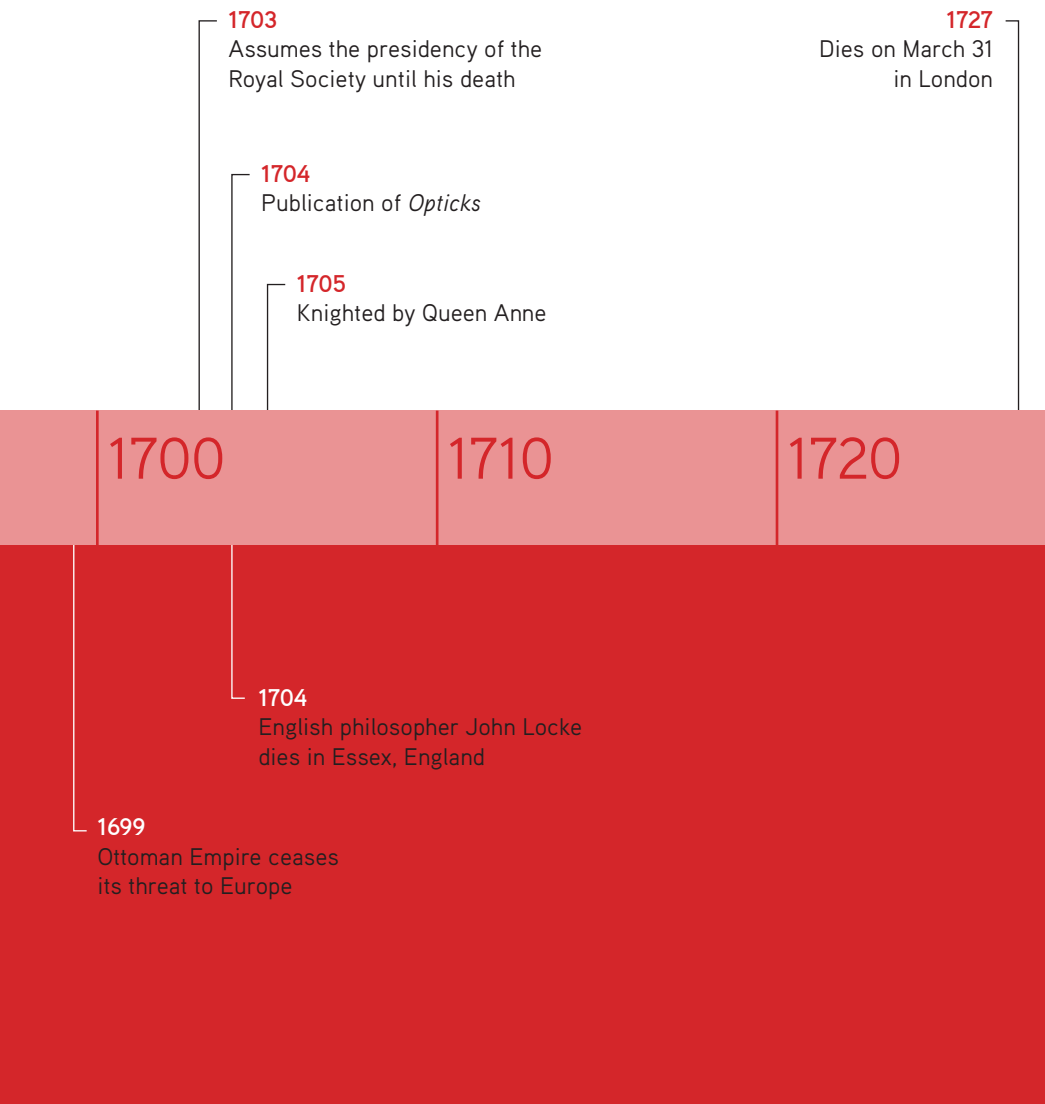 1703
Assumes the presidency of the
Royal Society until his death
1727
Dies on March 31
in London
1704
Publication of Opticks
1705
Knighted by Queen Anne
1700
1710
1720
1704
English philosopher John Locke
dies in Essex, England
1699
Ottoman Empire ceases
its threat to Europe